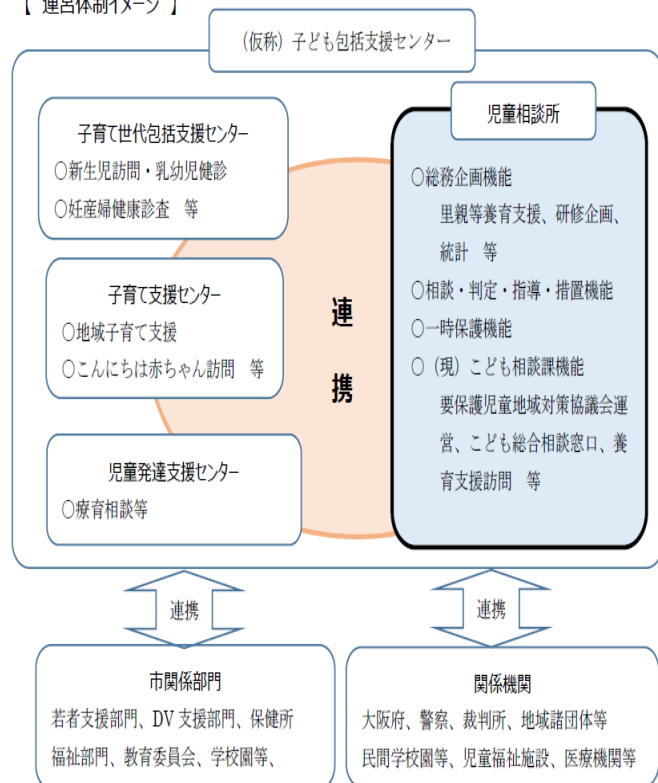 【 運営体制イメージ 】
(仮称) 子ども包括支援センター
子育て世代包括支援センター
○新生児訪問・乳幼児健診
○妊産婦健康診査　等
子育て支援センター
○地域子育て支援
○こんにちは赤ちゃん訪問　等
児童発達支援センター
○療育相談等
連
携
児童相談所
○総務企画機能
里親等養育支援、研修企画、
統計　等
○相談・判定・指導・措置機能
○一時保護機能
○（現）こども相談課機能
要保護児童地域対策協議会運
営、こども総合相談窓口、養
育支援訪問　等
連携
連携
市関係部門
若者支援部門、DV 支援部門、保健所
福祉部門、教育委員会、学校園等、
関係機関
大阪府、警察、裁判所、地域諸団体等
民間学校園等、児童福祉施設、医療機関等